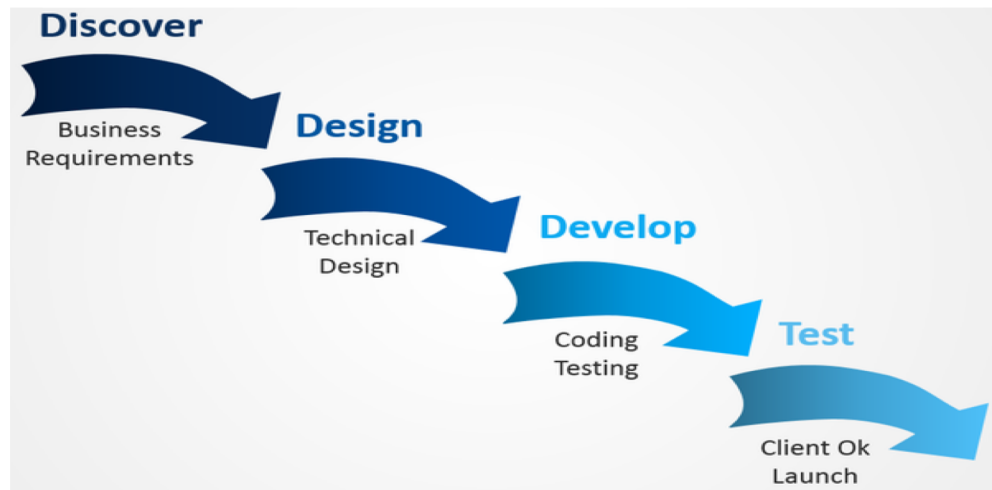 Discover
Business
Requirements
Design
Technical
Design
Develop
Coding
Testing
Test
Client Ok
Launch